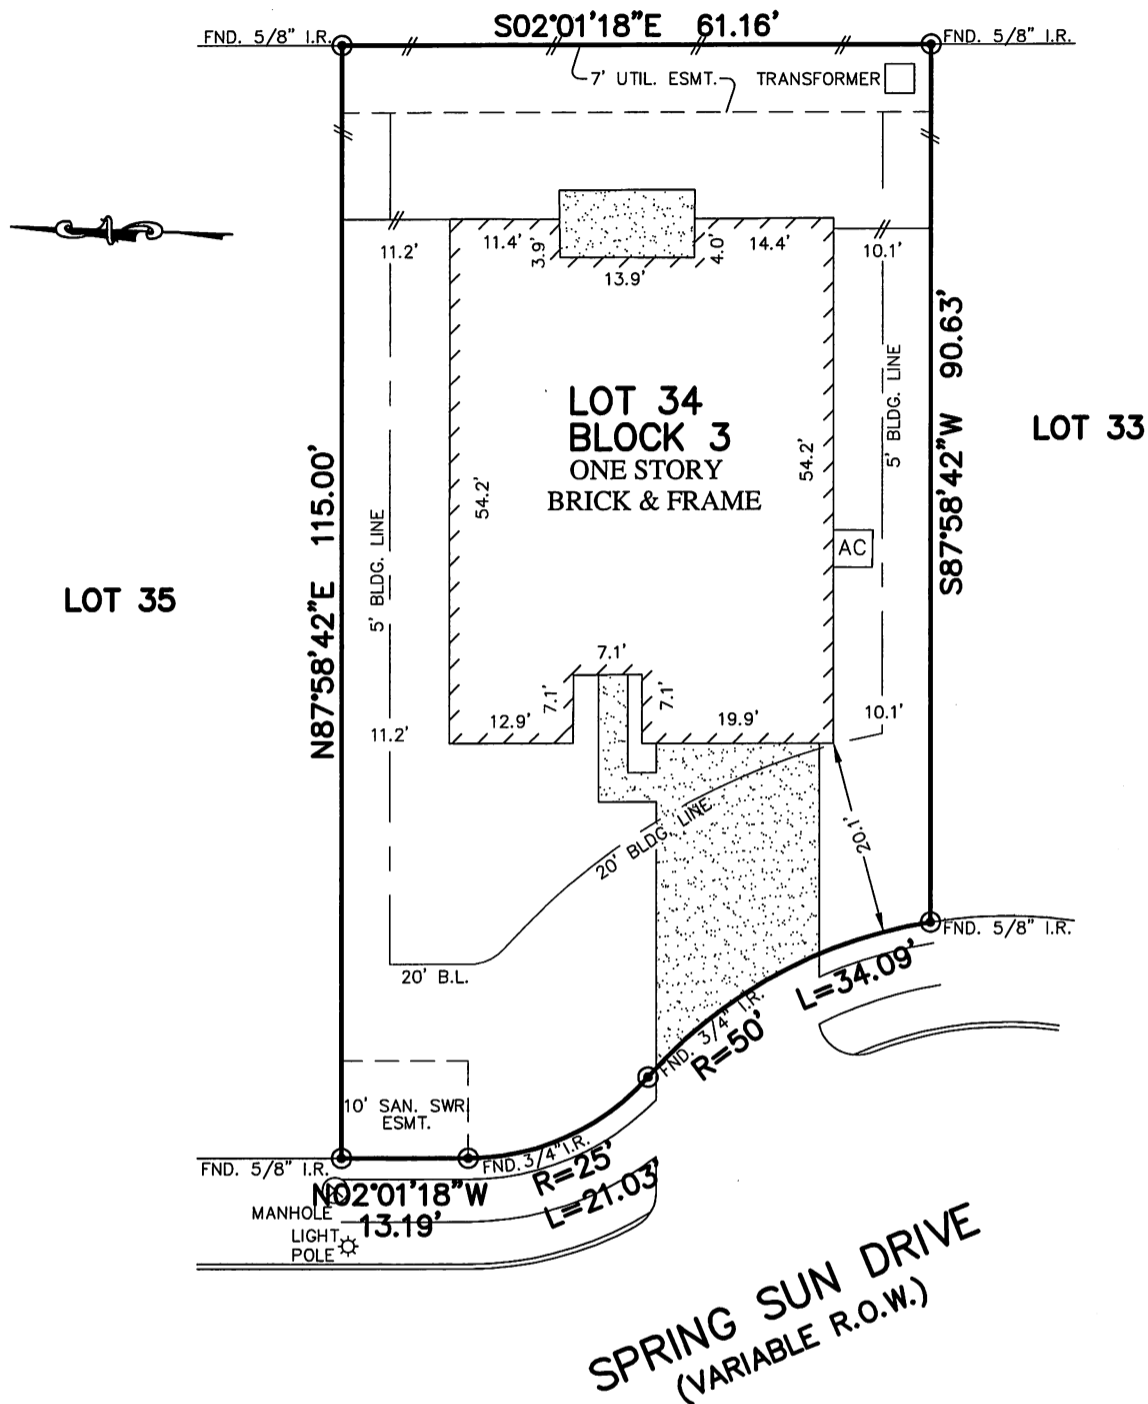 S02°01'18"E 61.16'
FND. 5/8" I.R.
FND. 5/8" I.R.
7' UTIL. ESMT.
TRANSFORMER
11.2'
11.4'
3.9'
13.9'
4.0'
14.4'
10.1'
LOT 34
BLOCK 3
ONE STORY
BRICK & FRAME
54.2'
54.2'
5' BLDG. LINE
S87°58'42"W 90.63'
LOT 33
AC
LOT 35
N87°58'42"E 115.00'
5' BLDG. LINE
7.1'
7.1'
7.1'
12.9'
19.9'
11.2'
10.1'
20' BLDG. LINE
20.1'
20' B.L.
FND. 5/8" I.R.
L=34.09'
FND. 3/4" I.R.
R=50'
10' SAN. SWR
ESMT.
FND. 5/8" I.R.
FND. 3/4" I.R.
R=25'
L=21.03'
N02°01'18"W
13.19'
MANHOLE
LIGHT
POLE
SPRING SUN DRIVE
(VARIABLE R.O.W.)